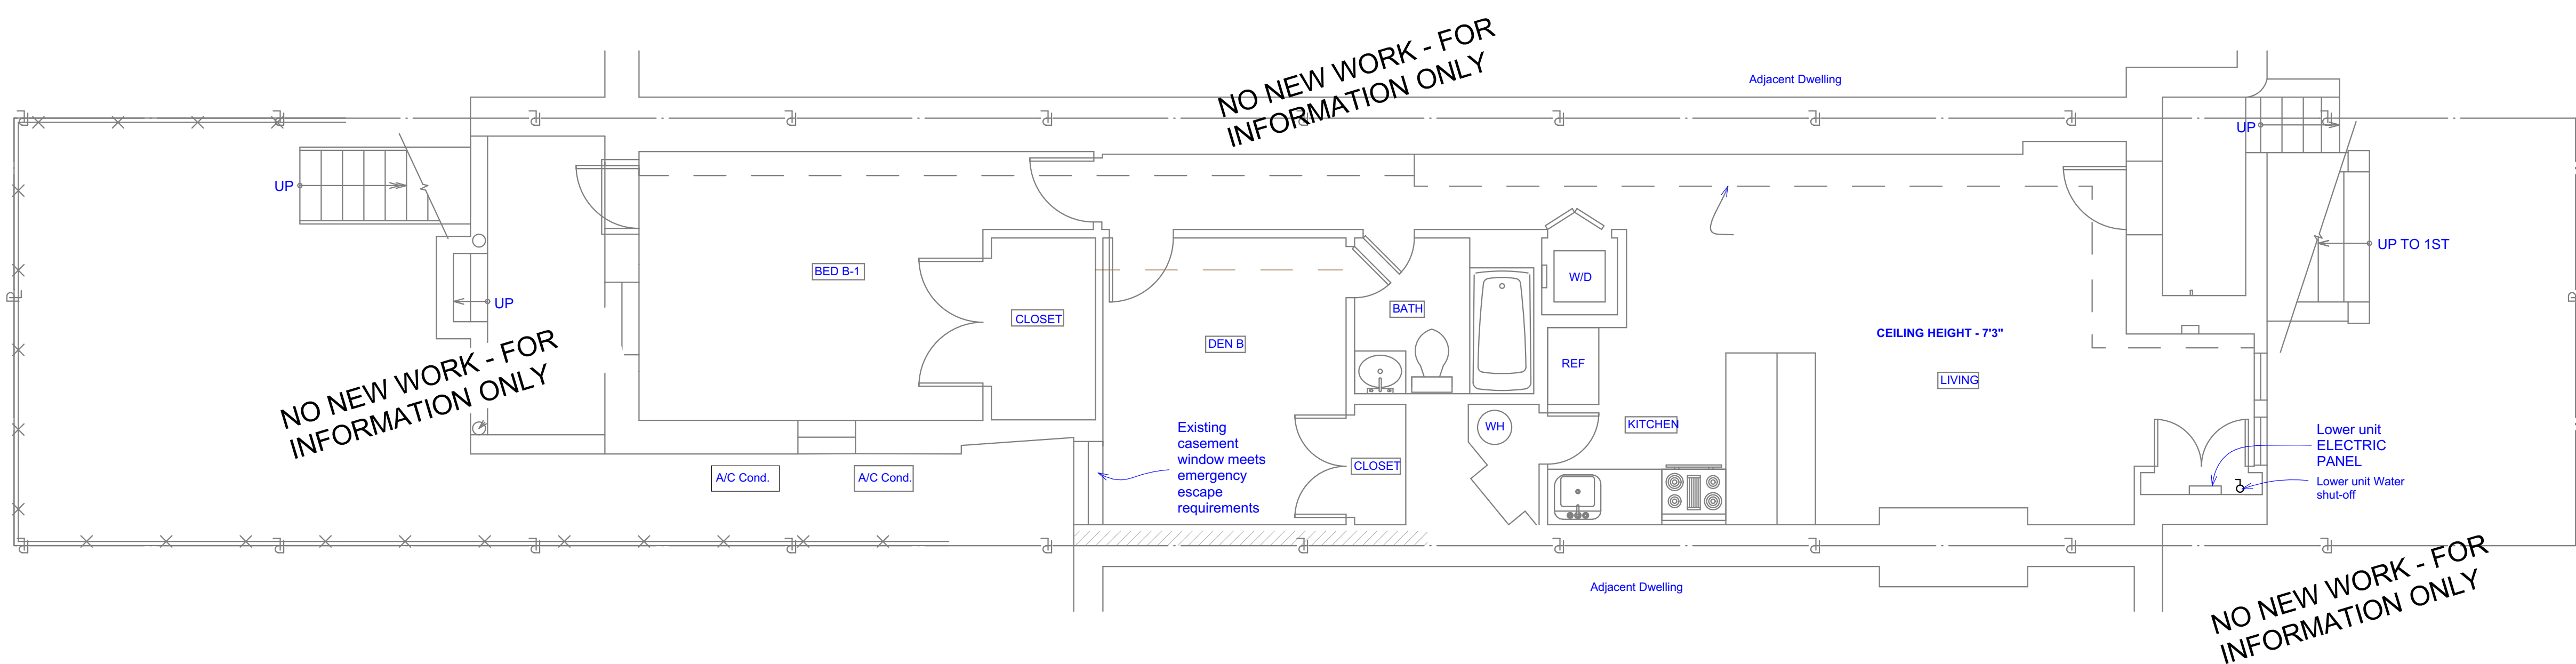 NO NEW WORK - FOR
INFORMATION ONLY
Adjacent Dwelling
UP
UP
UP TO 1ST
UP
BED B-1
CLOSET
DEN B
BATH
W/D
REF
CEILING HEIGHT - 7'3"
LIVING
KITCHEN
WH
CLOSET
NO NEW WORK - FOR
INFORMATION ONLY
A/C Cond.
A/C Cond.
Existing
casement
window meets
emergency
escape
requirements
Lower unit
ELECTRIC
PANEL
Lower unit Water
shut-off
Adjacent Dwelling
NO NEW WORK - FOR
INFORMATION ONLY